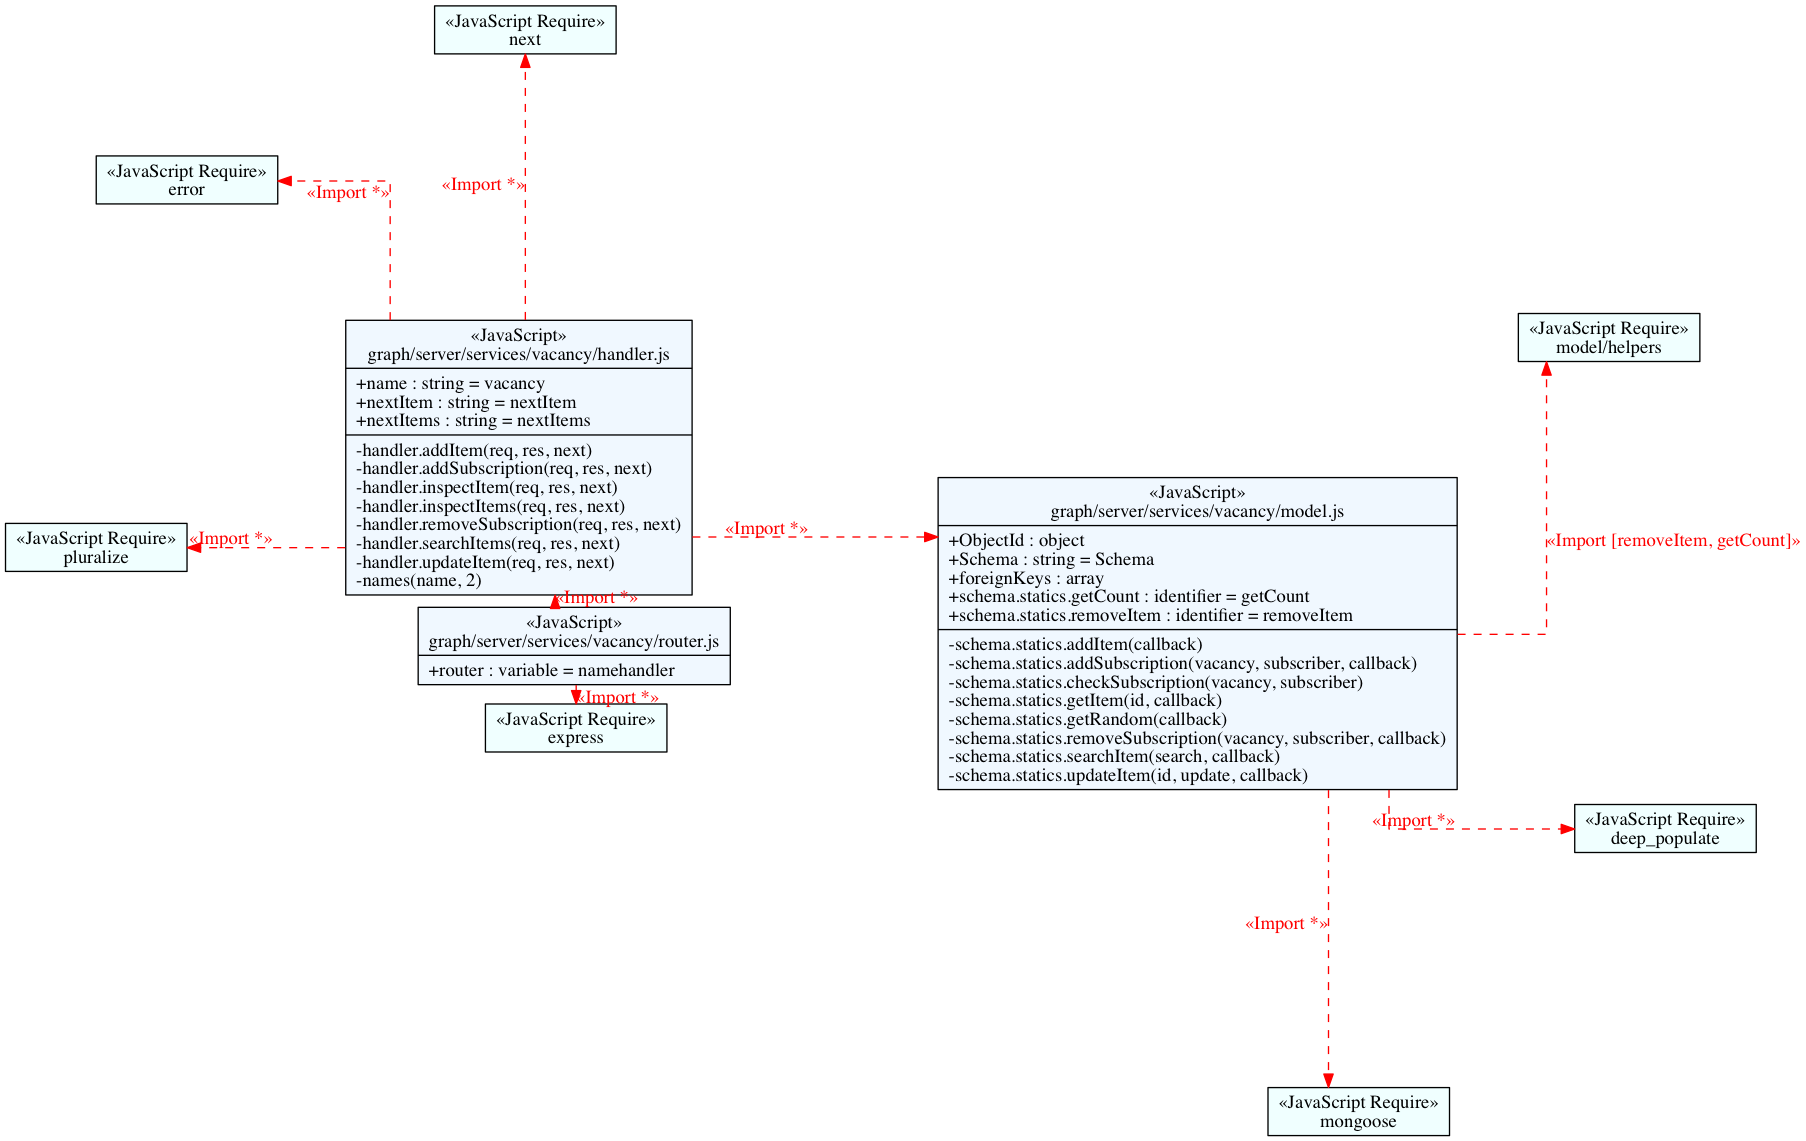 «JavaScript Require»
next
«JavaScript Require»
error
«Import *»
«Import *»
«JavaScript»
graph/server/services/vacancy/handler.js
+name : string = vacancy
+nextItem : string = nextItem
+nextItems : string = nextItems
-handler.addItem(req, res, next)
-handler.addSubscription(req, res, next)
-handler.inspectItem(req, res, next)
-handler.inspectItems(req, res, next)
-handler.removeSubscription(req, res, next)
-handler.searchItems(req, res, next)
-handler.updateItem(req, res, next)
-names(name, 2)
«JavaScript Require»
pluralize
«Import *»
«Import *»
«Import *»
«JavaScript»
graph/server/services/vacancy/router.js
+router : variable = namehandler
«Import *»
«JavaScript Require»
express
«JavaScript Require»
model/helpers
«Import [removeItem, getCount]»
«JavaScript»
graph/server/services/vacancy/model.js
+ObjectId : object
+Schema : string = Schema
+foreignKeys : array
+schema.statics.getCount : identifier = getCount
+schema.statics.removeItem : identifier = removeItem
-schema.statics.addItem(callback)
-schema.statics.addSubscription(vacancy, subscriber, callback)
-schema.statics.checkSubscription(vacancy, subscriber)
-schema.statics.getItem(id, callback)
-schema.statics.getRandom(callback)
-schema.statics.removeSubscription(vacancy, subscriber, callback)
-schema.statics.searchItem(search, callback)
-schema.statics.updateItem(id, update, callback)
«Import *»
«JavaScript Require»
deep_populate
«Import *»
«JavaScript Require»
mongoose